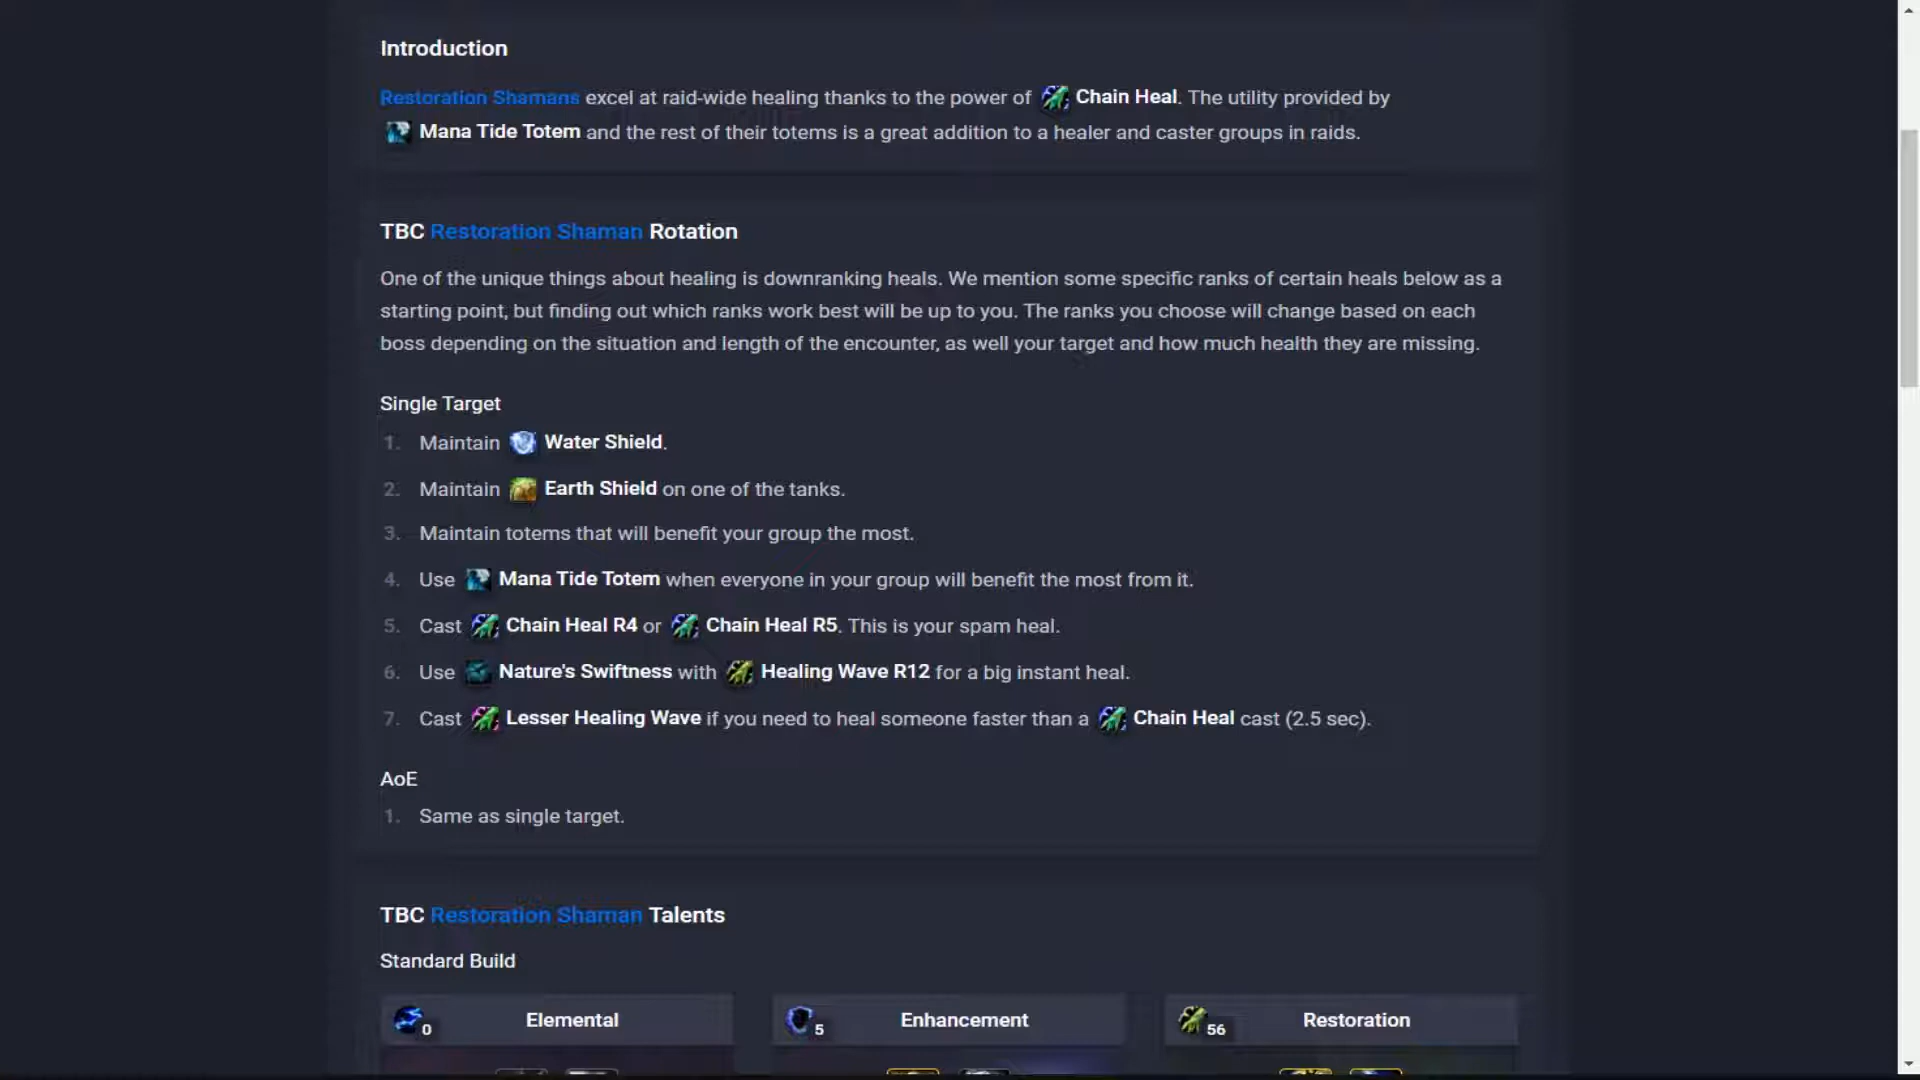 Introduction
Restoration Shamans excel at raid-wide healing thanks to the power of Chain Heal. The utility provided by
Mana Tide Totem and the rest of their totems is a great addition to a healer and caster groups in raids.
TBC Restoration Shaman Rotation
One of the unique things about healing is downranking heals. We mention some specific ranks of certain heals below as a
starting point, but finding out which ranks work best will be up to you. The ranks you choose will change based on each
boss depending on the situation and length of the encounter, as well your target and how much health they are missing.
Single Target
1. Maintain Water Shield.
2. Maintain Earth Shield on one of the tanks.
3. Maintain totems that will benefit your group the most.
4. Use Mana Tide Totem when everyone in your group will benefit the most from it.
5. Cast Chain Heal R4 or Chain Heal R5. This is your spam heal.
6. Use Nature's Swiftness with Healing Wave R12 for a big instant heal.
7. Cast Lesser Healing Wave if you need to heal someone faster than a Chain Heal cast (2.5 sec).
AoE
1. Same as single target.
TBC Restoration Shaman Talents
Standard Build
0 Elemental 5 Enhancement 56 Restoration